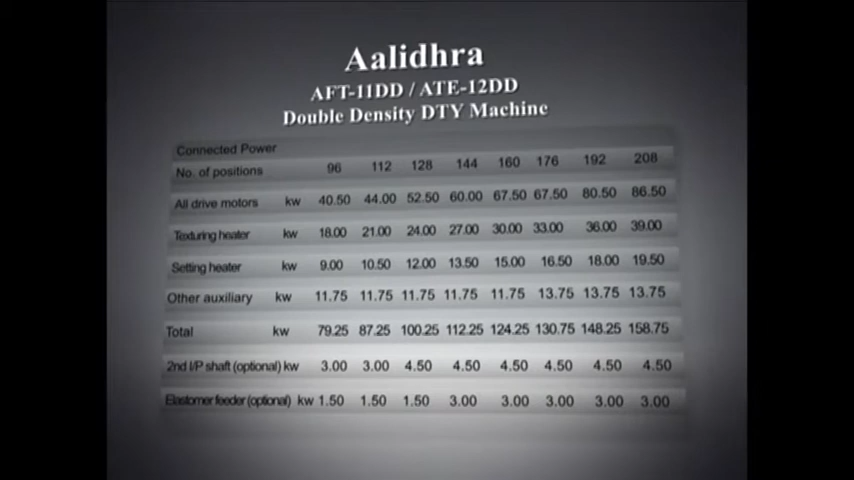 Aalidhra
AFT-11DD / ATE-12DD
Double Density DTY Machine
Connected Power
No. of positions 96 112 128 144 160 176 192 208
All drive motors kw 40.50 44.00 52.50 60.00 67.50 67.50 80.50 86.50
Texturing heater kw 18.00 21.00 24.00 27.00 30.00 33.00 36.00 39.00
Setting heater kw 9.00 10.50 12.00 13.50 15.00 16.50 18.00 19.50
Other auxiliary kw 11.75 11.75 11.75 11.75 11.75 13.75 13.75 13.75
Total kw 79.25 87.25 100.25 112.25 124.25 130.75 148.25 158.75
2nd I/P shaft (optional) kw 3.00 3.00 4.50 4.50 4.50 4.50 4.50 4.50
Elastomer feeder (optional) kw 1.50 1.50 1.50 3.00 3.00 3.00 3.00 3.00